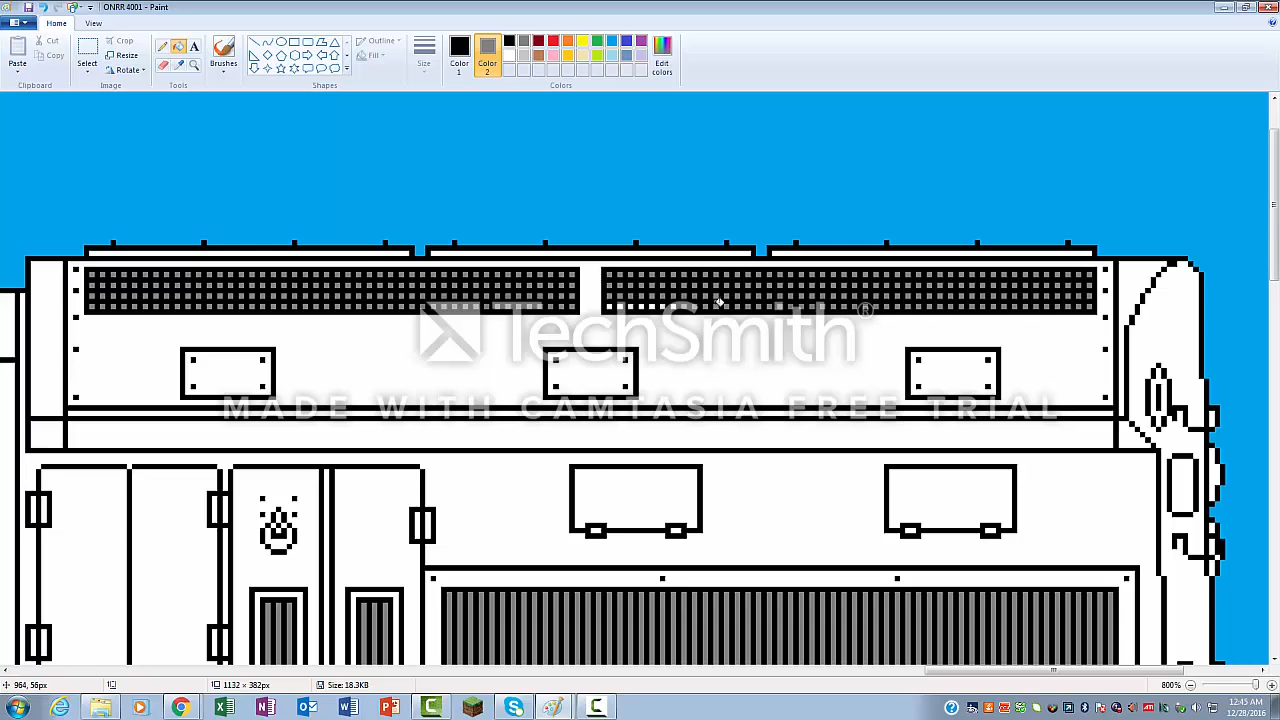 ONRR 4001 - Paint
Home View
Paste
Cut
Copy
Clipboard
Select
Crop
Resize
Rotate
Image
A
Tools
Brushes
Outline
Fill
Shapes
Size
Color 1
Color 2
Edit colors
Colors
TechSmith®
MADE WITH CAMTASIA FREE TRIAL
964, 56px
1132 × 382px
Size: 18.3KB
800%
12:45 AM
12/28/2016